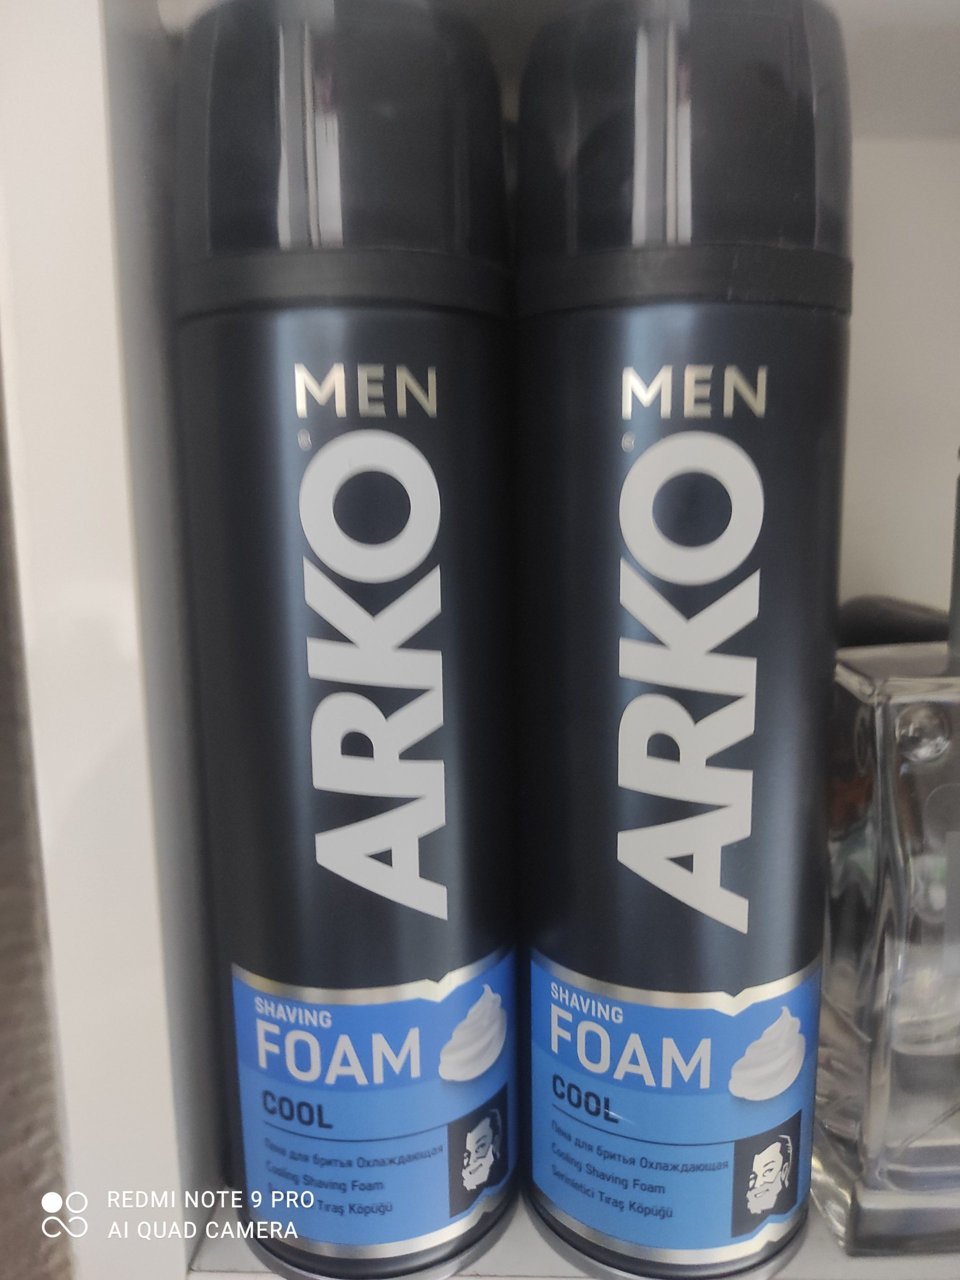 MEN
ARKO
®
SHAVING
FOAM
COOL
Пена для бритья Охлаждающая
Cooling Shaving Foam
Tıraş Köpüğü
MEN
ARKO
®
SHAVING
FOAM
COOL
Пена для бритья Охлаждающая
Cooling Shaving Foam
Serinletici Tıraş Köpüğü
REDMI NOTE 9 PRO
AI QUAD CAMERA